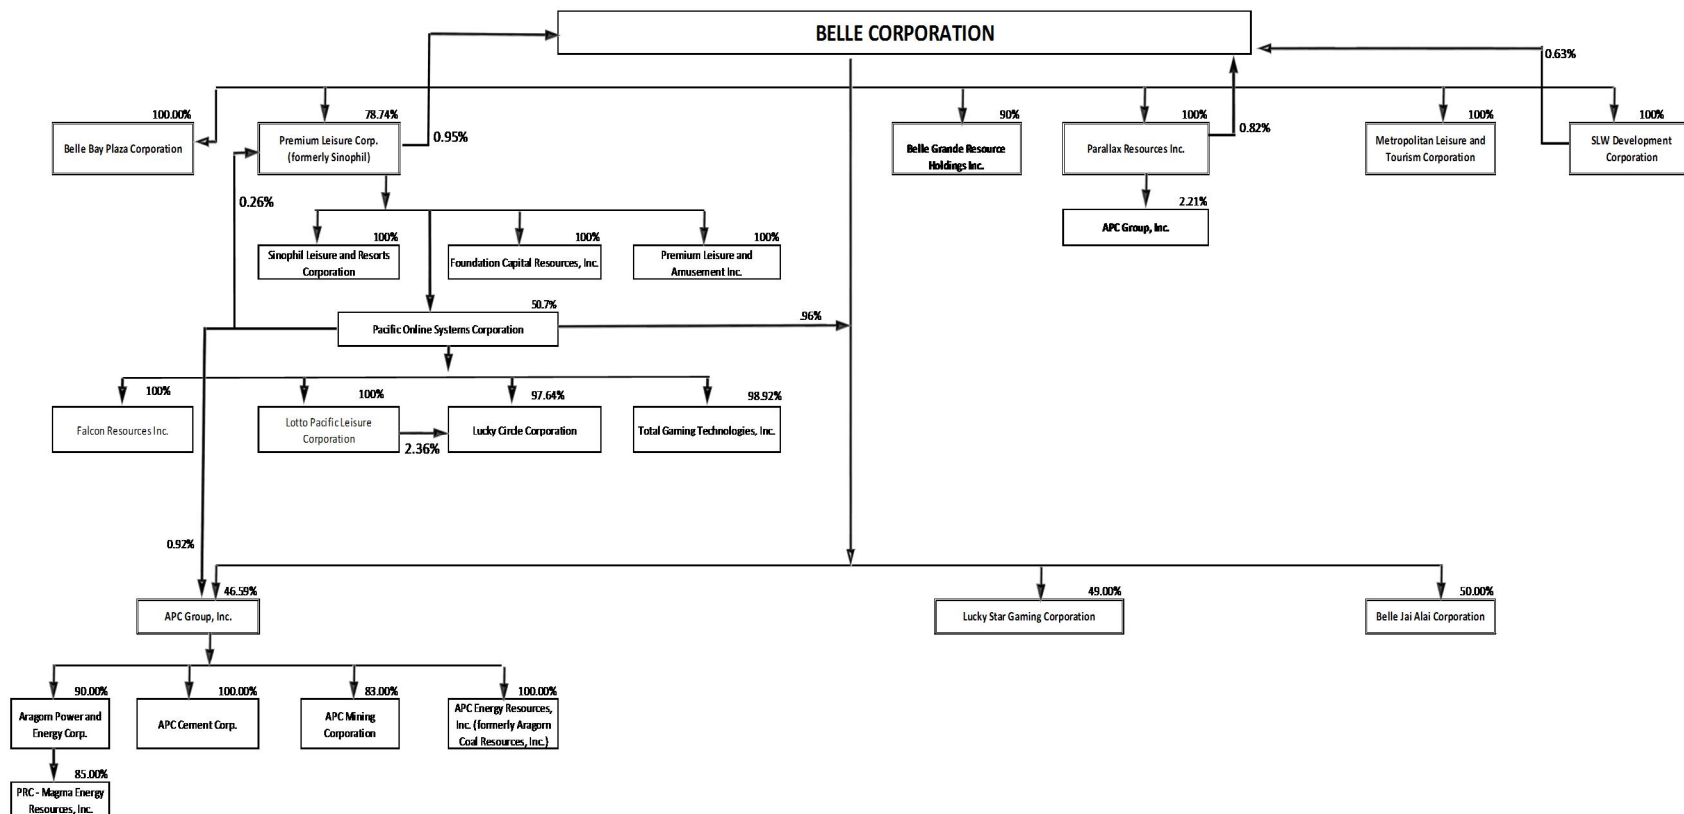 BELLE CORPORATION
0.63%
100.00%
Belle Bay Plaza Corporation
78.74%
Premium Leisure Corp.
(formerly Sinophil)
0.95%
90%
Belle Grande Resource
Holdings Inc.
100%
Parallax Resources Inc.
0.82%
100%
Metropolitan Leisure and
Tourism Corporation
100%
SLW Development
Corporation
0.26%
2.21%
APC Group, Inc.
100%
Sinophil Leisure and Resorts
Corporation
100%
Foundation Capital Resources, Inc.
100%
Premium Leisure and
Amusement Inc.
50.7%
Pacific Online Systems Corporation
.96%
100%
Falcon Resources Inc.
100%
Lotto Pacific Leisure
Corporation
2.36%
97.64%
Lucky Circle Corporation
98.92%
Total Gaming Technologies, Inc.
0.92%
46.59%
APC Group, Inc.
49.00%
Lucky Star Gaming Corporation
50.00%
Belle Jai Alai Corporation
90.00%
Aragorn Power and
Energy Corp.
100.00%
APC Cement Corp.
83.00%
APC Mining
Corporation
100.00%
APC Energy Resources,
Inc. (formerly Aragorn
Coal Resources, Inc.)
85.00%
PRC - Magma Energy
Resources, Inc.